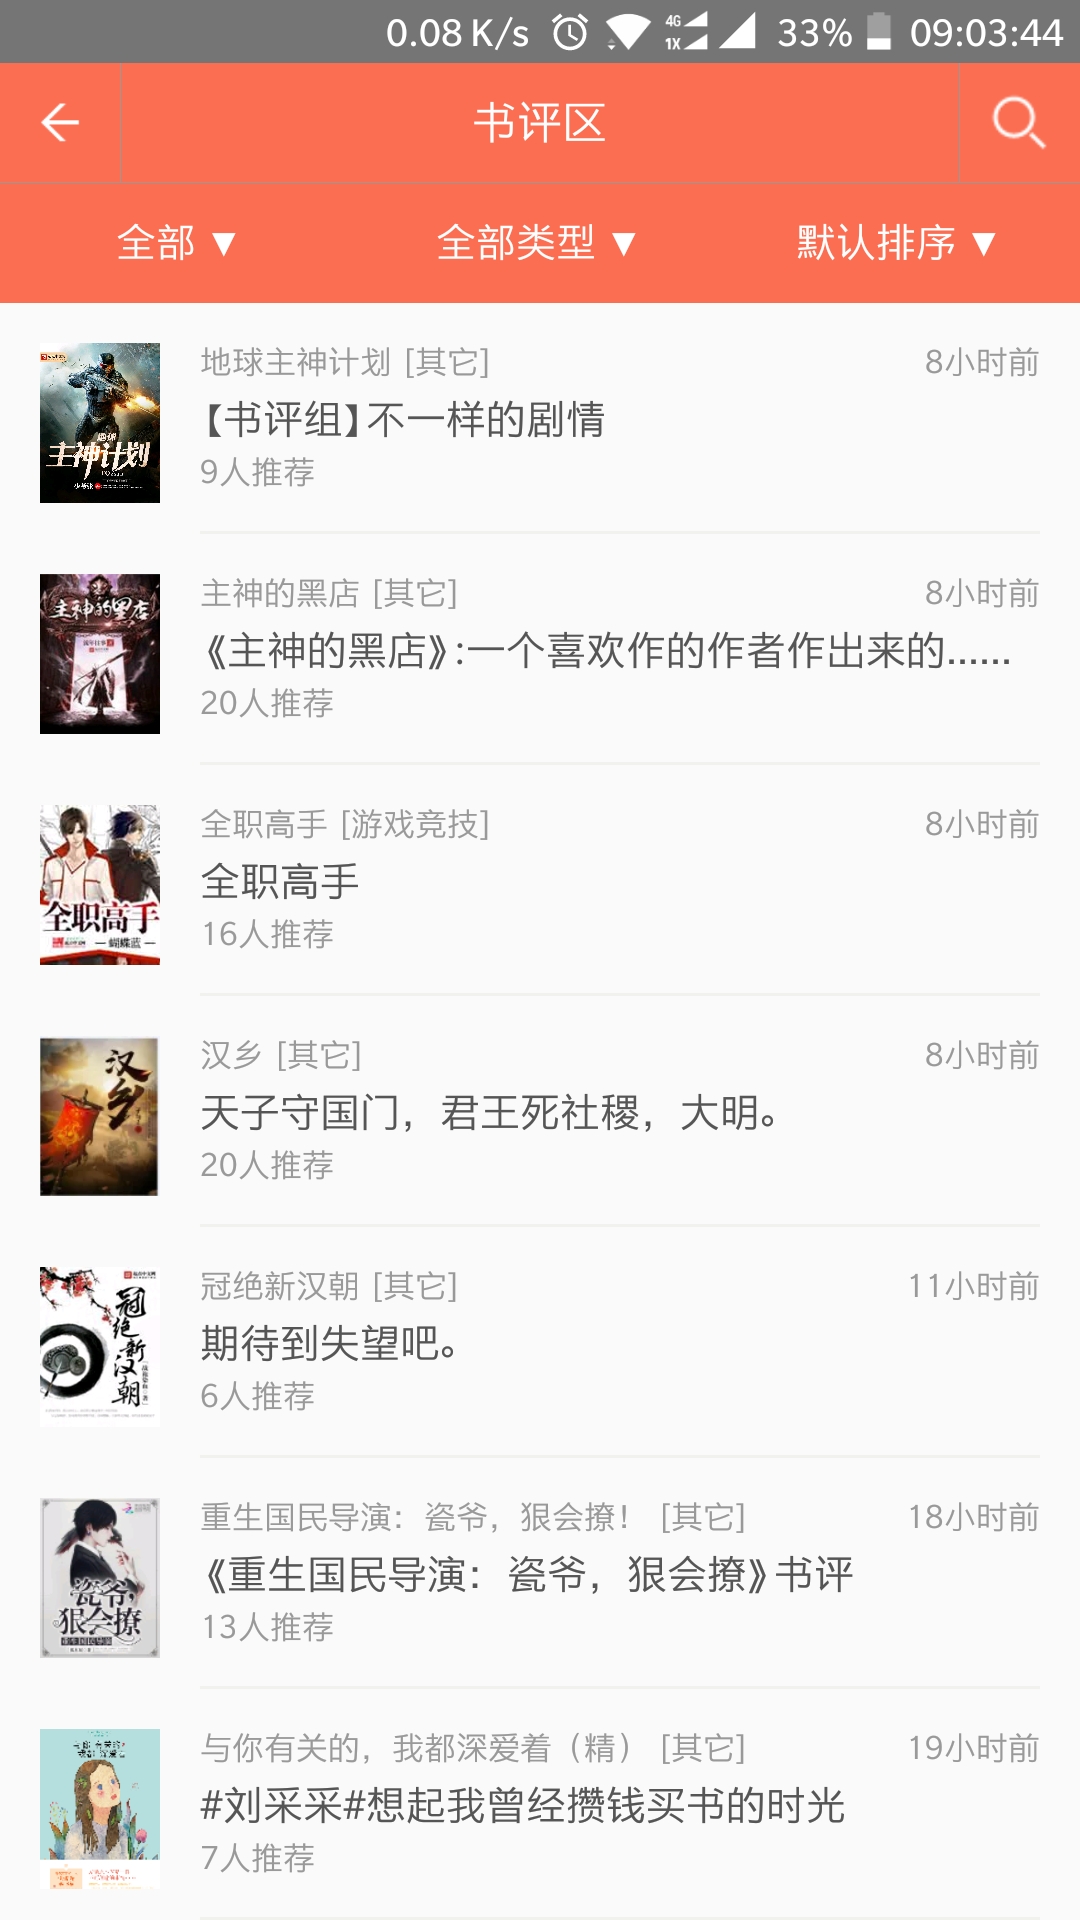 0.08 K/s 4G 1X 33% 09:03:44
书评区
全部 ▼ 全部类型 ▼ 默认排序 ▼
地球主神计划 [其它] 8小时前
【书评组】不一样的剧情
9人推荐
主神计划
主神的黑店 [其它] 8小时前
《主神的黑店》:一个喜欢作的作者作出来的......
20人推荐
主神的黑店
全职高手 [游戏竞技] 8小时前
全职高手
16人推荐
全职高手
蝴蝶蓝
汉乡 [其它] 8小时前
天子守国门，君王死社稷，大明。
20人推荐
汉乡
冠绝新汉朝 [其它] 11小时前
期待到失望吧。
6人推荐
冠绝新汉朝
重生国民导演：瓷爷，狠会撩！ [其它] 18小时前
《重生国民导演：瓷爷，狠会撩》书评
13人推荐
瓷爷，
狠会撩
与你有关的，我都深爱着（精） [其它] 19小时前
#刘采采#想起我曾经攒钱买书的时光
7人推荐
与你有关的
我都深爱着